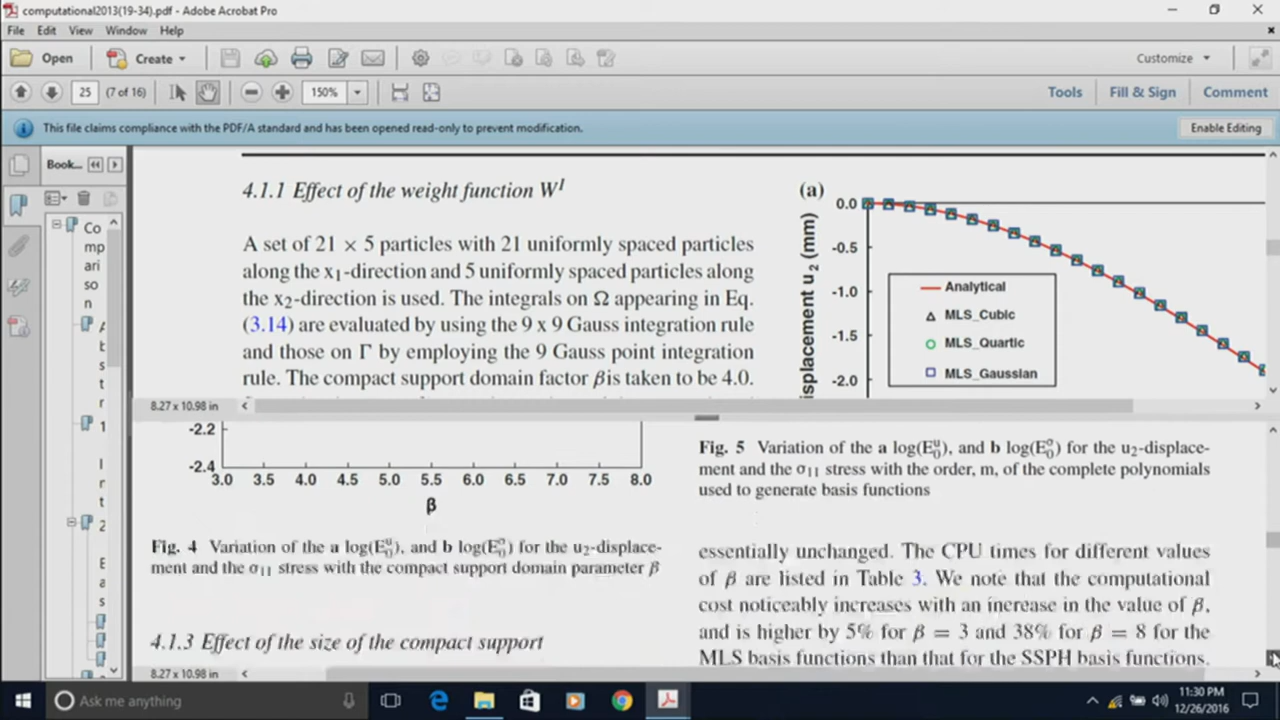 computational2013(19-34).pdf - Adobe Acrobat Pro
File Edit View Window Help
Open Create Customize
25 (7 of 16) 150% Tools Fill & Sign Comment
This file claims compliance with the PDF/A standard and has been opened read-only to prevent modification. Enable Editing
Book...
Co
mp
ari
so
n
A
b
s
t
r
1
I
n
t
2
E
a
s
4.1.1 Effect of the weight function W^I
A set of 21 × 5 particles with 21 uniformly spaced particles
along the x1-direction and 5 uniformly spaced particles along
the x2-direction is used. The integrals on Ω appearing in Eq.
(3.14) are evaluated by using the 9 x 9 Gauss integration rule
and those on Γ by employing the 9 Gauss point integration
rule. The compact support domain factor β is taken to be 4.0.
(a)
isplacement u2 (mm)
0.0
-0.5
-1.0
-1.5
-2.0
Analytical
MLS_Cubic
MLS_Quartic
MLS_Gaussian
8.27 x 10.98 in
-2.2
-2.4
3.0 3.5 4.0 4.5 5.0 5.5 6.0 6.5 7.0 7.5 8.0
β
Fig. 4 Variation of the a log(E0^u), and b log(E0^σ) for the u2-displace-
ment and the σ11 stress with the compact support domain parameter β
4.1.3 Effect of the size of the compact support
Fig. 5 Variation of the a log(E0^u), and b log(E0^σ) for the u2-displace-
ment and the σ11 stress with the order, m, of the complete polynomials
used to generate basis functions
essentially unchanged. The CPU times for different values
of β are listed in Table 3. We note that the computational
cost noticeably increases with an increase in the value of β,
and is higher by 5% for β = 3 and 38% for β = 8 for the
MLS basis functions than that for the SSPH basis functions.
8.27 x 10.98 in
Ask me anything
11:30 PM
12/26/2016